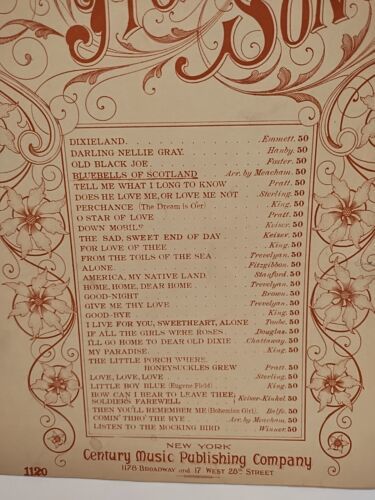 Son
DIXIELAND. Emmett. 50
DARLING NELLIE GRAY. Hanby. 50
OLD BLACK JOE. Foster. 50
BLUEBELLS OF SCOTLAND Arr. by Meacham. 50
TELL ME WHAT I LONG TO KNOW Pratt. 50
DOES HE LOVE ME, OR LOVE ME NOT Sterling. 50
PERCHANCE (The Dream is O'er) King. 50
O STAR OF LOVE Pratt. 50
DOWN MOBILE Keiser. 50
THE SAD, SWEET END OF DAY Keiser. 50
FOR LOVE OF THEE King. 50
FROM THE TOILS OF THE SEA Trevelyan. 50
ALONE. Fitzgibbon. 50
AMERICA, MY NATIVE LAND. Stanford. 50
HOME, HOME, DEAR HOME Trevelyan. 50
GOOD-NIGHT Brown. 50
GIVE ME THY LOVE Trevelyan. 50
GOOD-BYE King. 50
I LIVE FOR YOU, SWEETHEART, ALONE Toube. 50
IF ALL THE GIRLS WERE ROSES Douglas. 50
I'LL GO HOME TO DEAR OLD DIXIE Chattaway. 50
MY PARADISE King. 50
THE LITTLE PORCH WHERE
HONEYSUCKLES GREW Pratt. 50
LOVE, LOVE, LOVE Sterling. 50
LITTLE BOY BLUE (Eugene Field) King. 50
HOW CAN I BEAR TO LEAVE THEE;
SOLDIERS FAREWELL } Keiser-Kinkel. 50
THEN YOU'LL REMEMBER ME (Bohemian Girl). Balfe. 50
COMIN' THRO' THE RYE Arr. by Meacham. 50
LISTEN TO THE MOCKING BIRD Winner. 50
NEW YORK
Century Music Publishing Company
1178 BROADWAY AND 17 WEST 28th STREET
1120